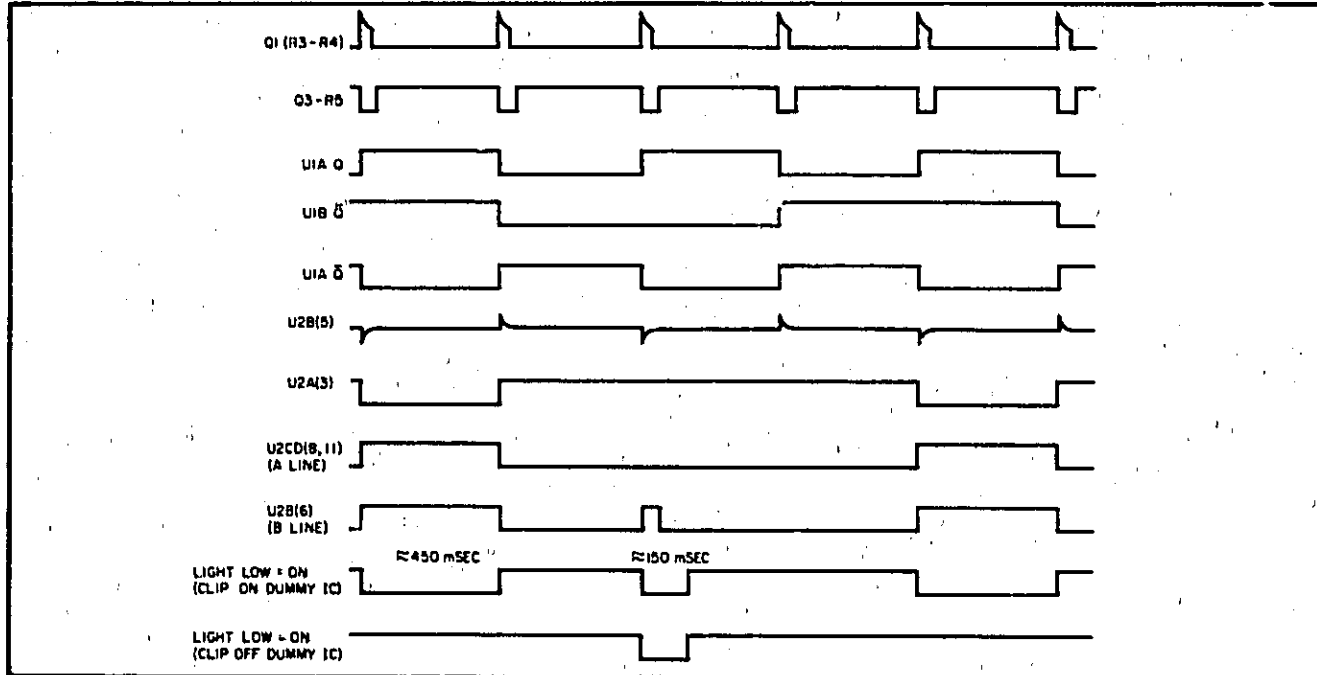 Q1 (R3-R4)
Q3-R5
U1A Q
U1B Q̄
U1A Q̄
U2B(5)
U2A(3)
U2CD(8,11)
(A LINE)
U2B(6)
(B LINE)
≈450 mSEC
≈150 mSEC
LIGHT LOW = ON
(CLIP ON DUMMY IC)
LIGHT LOW = ON
(CLIP OFF DUMMY IC)